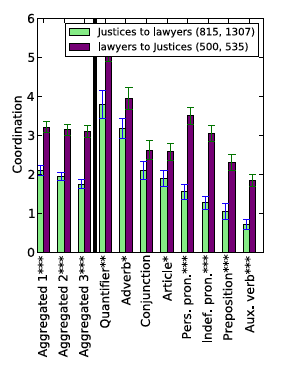 Justices to lawyers (815, 1307)
lawyers to Justices (500, 535)
Coordination
6
5
4
3
2
1
0
Aggregated 1***
Aggregated 2***
Aggregated 3***
Quantifier**
Adverb*
Conjunction
Article*
Pers. pron.***
Indef. pron.***
Preposition***
Aux. verb***